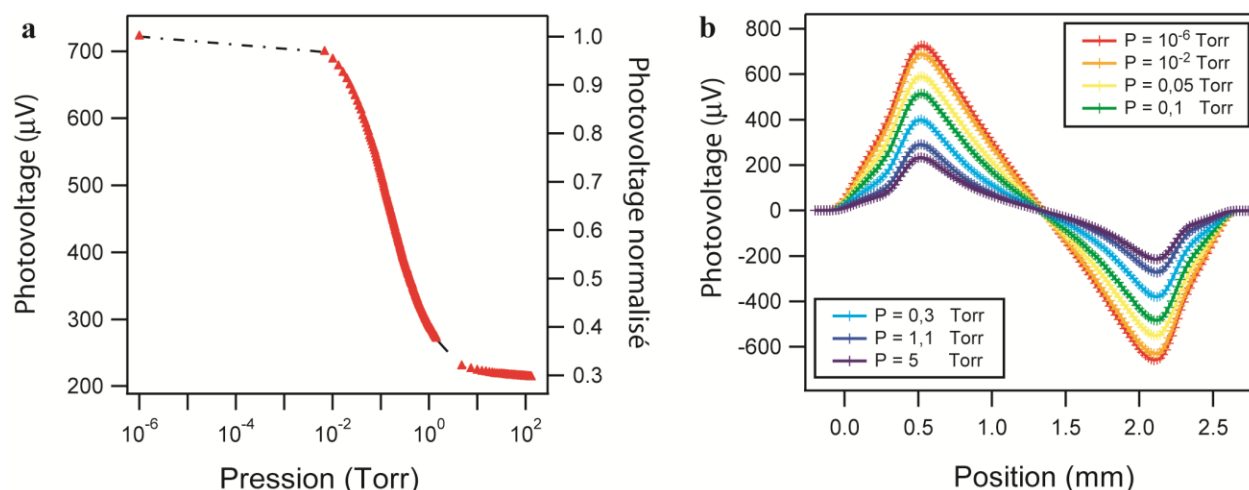 a
700
600
500
400
300
200
Photovoltage (µV)
1.0
0.9
0.8
0.7
0.6
0.5
0.4
0.3
Photovoltage normalisé
10⁻⁶
10⁻⁴
10⁻²
10⁰
10²
Pression (Torr)
b
800
600
400
200
0
-200
-400
-600
Photovoltage (µV)
P = 10⁻⁶ Torr
P = 10⁻² Torr
P = 0,05 Torr
P = 0,1 Torr
P = 0,3 Torr
P = 1,1 Torr
P = 5 Torr
0.0
0.5
1.0
1.5
2.0
2.5
Position (mm)